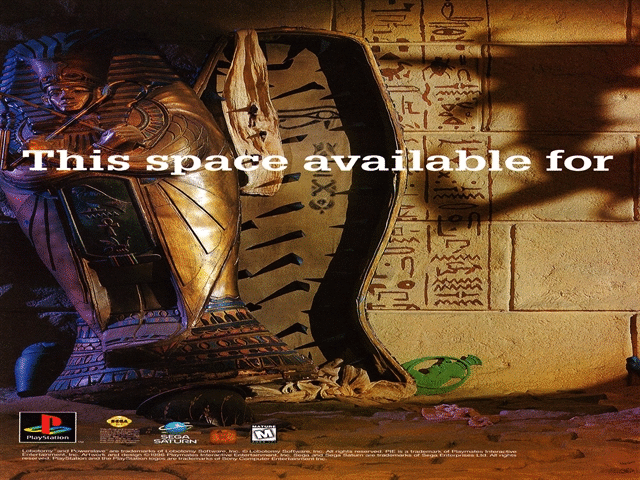 This space available for
PlayStation
SEGA
SEGA
SATURN
MATURE
M
Lobotomy™ and Powerslave™ are trademarks of Lobotomy Software, Inc. © Lobotomy Software, Inc. All rights reserved. PIE is a trademark of Playmates Interactive
Entertainment, Inc. Artwork and design ©1996 Playmates Interactive Entertainment, Inc. Sega and Sega Saturn are trademarks of Sega Enterprises Ltd. All rights
reserved. PlayStation and the PlayStation logos are trademarks of Sony Computer Entertainment Inc.